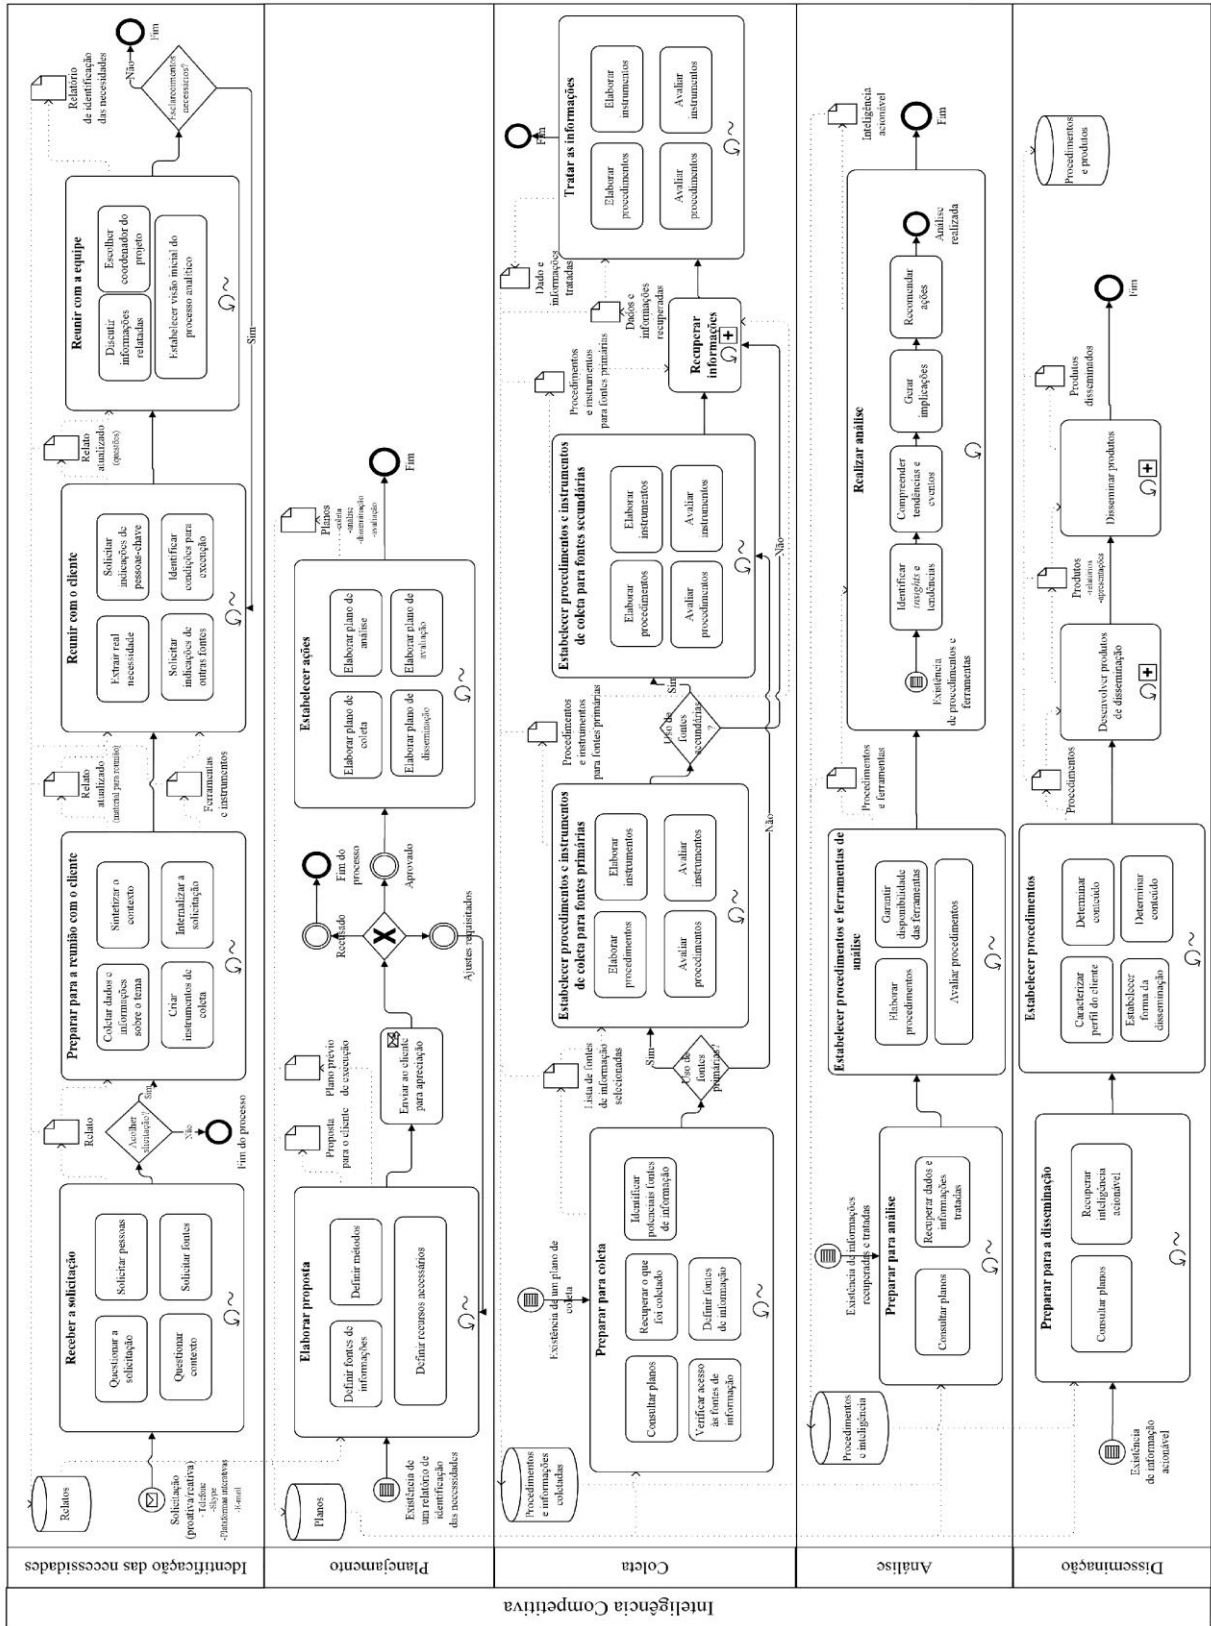 Inteligência Competitiva
Identificação das necessidades
Relatos
Solicitação
(proativa/reativa)
- Telefone
-Skype
-Plataformas interativas
-E-mail
Receber a solicitação
Questionar a
solicitação
Solicitar pessoas
Questionar
contexto
Solicitar fontes
Relato
Acolher
solicitação?
Sim
Não
Fim do processo
Preparar para a reunião com o cliente
Coletar dados e
informações
sobre o tema
Sintetizar o
contexto
Criar
instrumentos de
coleta
Internalizar a
solicitação
Relato
atualizado
(material para reunião)
Ferramentas
e instrumentos
Reunir com o cliente
Extrair real
necessidade
Solicitar
indicações de
pessoas-chave
Solicitar
indicações de
outras fontes
Identificar
condições para
execução
Relato
atualizado
(questões)
Reunir com a equipe
Discutir
informações
relatadas
Escolher
coordenador do
projeto
Estabelecer visão inicial do
processo analítico
Relatório
de identificação
das necessidades
Esclarecimentos
necessários?
Não
Fim
Sim
Planejamento
Planos
Existência de
um relatório de
identificação
das necessidades
Elaborar proposta
Definir fontes de
informações
Definir métodos
Definir recursos necessários
Proposta
para o cliente
Plano prévio
de execução
Enviar ao cliente
para apreciação
Recusado
Fim do
processo
Aprovado
Ajustes requisitados
Estabelecer ações
Elaborar plano de
coleta
Elaborar plano de
análise
Elaborar plano de
disseminação
Elaborar plano de
avaliação
Planos
-coleta
-análise
-disseminação
-avaliação
Fim
Coleta
Procedimentos
e informações
coletadas
Existência de um plano de
coleta
Preparar para coleta
Consultar planos
Recuperar o que
foi coletado
Identificar
potenciais fontes
de informação
Verificar acesso
às fontes de
informação
Definir fontes
de informação
Lista de fontes
de informação
selecionadas
Uso de
fontes
primárias?
Sim
Não
Estabelecer procedimentos e instrumentos
de coleta para fontes primárias
Elaborar
procedimentos
Elaborar
instrumentos
Avaliar
procedimentos
Avaliar
instrumentos
Procedimentos
e instrumentos
para fontes primárias
Uso de
fontes
secundárias
?
Sim
Não
Estabelecer procedimentos e instrumentos
de coleta para fontes secundárias
Elaborar
procedimentos
Elaborar
instrumentos
Avaliar
procedimentos
Avaliar
instrumentos
Procedimentos
e instrumentos
para fontes primárias
Recuperar
informações
Dados e
informações
recuperadas
Dado e
informações
tratadas
Tratar as informações
Elaborar
procedimentos
Elaborar
instrumentos
Avaliar
procedimentos
Avaliar
instrumentos
Fim
Análise
Procedimentos
e inteligência
Existência de informações
recuperadas e tratadas
Preparar para análise
Consultar planos
Recuperar dados e
informações
tratadas
Estabelecer procedimentos e ferramentas de
análise
Elaborar
procedimentos
Garantir
disponibilidade
das ferramentas
Avaliar procedimentos
Procedimentos
e ferramentas
Realizar análise
Existência
de procedimentos e
ferramentas
Identificar
insights e
tendências
Compreender
tendências e
eventos
Gerar
implicações
Recomendar
ações
Análise
realizada
Inteligência
acionável
Fim
Disseminação
Existência
de informação
acionável
Preparar para a disseminação
Consultar planos
Recuperar
inteligência
acionável
Estabelecer procedimentos
Caracterizar
perfil do cliente
Determinar
conteúdo
Estabelecer
forma da
disseminação
Determinar
conteúdo
Procedimentos
Desenvolver produtos
de disseminação
Produtos
-relatórios
-apresentações
Disseminar produtos
Produtos
disseminados
Fim
Procedimentos
e produtos